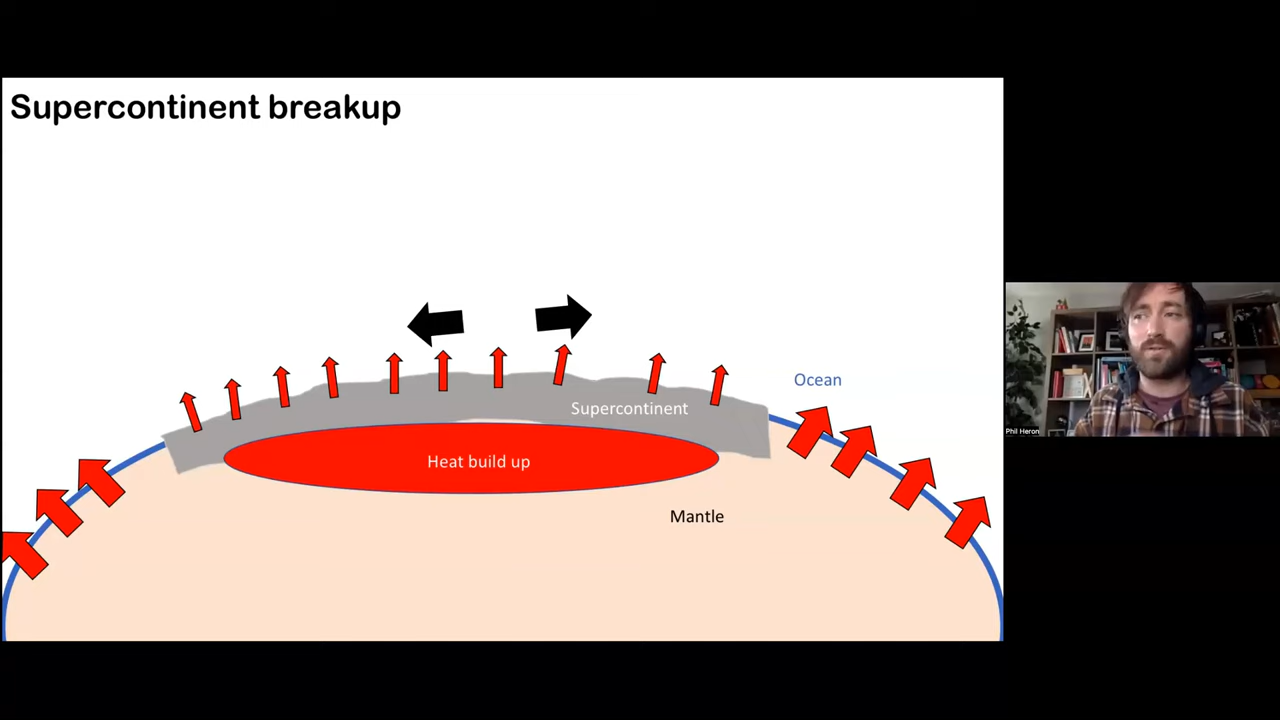 Supercontinent breakup
Ocean
Supercontinent
Phil Heron
Heat build up
Mantle